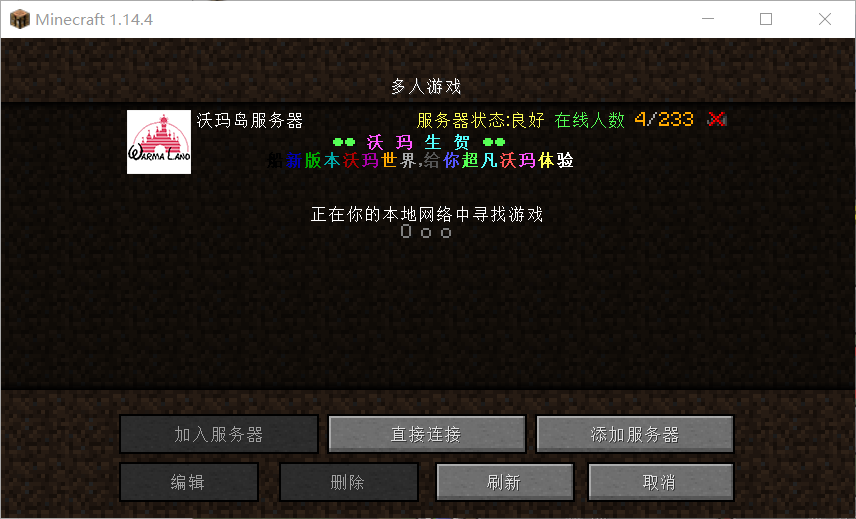 Minecraft 1.14.4
多人游戏
沃玛岛服务器 服务器状态:良好 在线人数 4/233
WARMA LAND
●● 沃 玛 生 贺 ●●
船新版本沃玛世界,给你超凡沃玛体验
正在你的本地网络中寻找游戏
O o o
加入服务器 直接连接 添加服务器
编辑 删除 刷新 取消